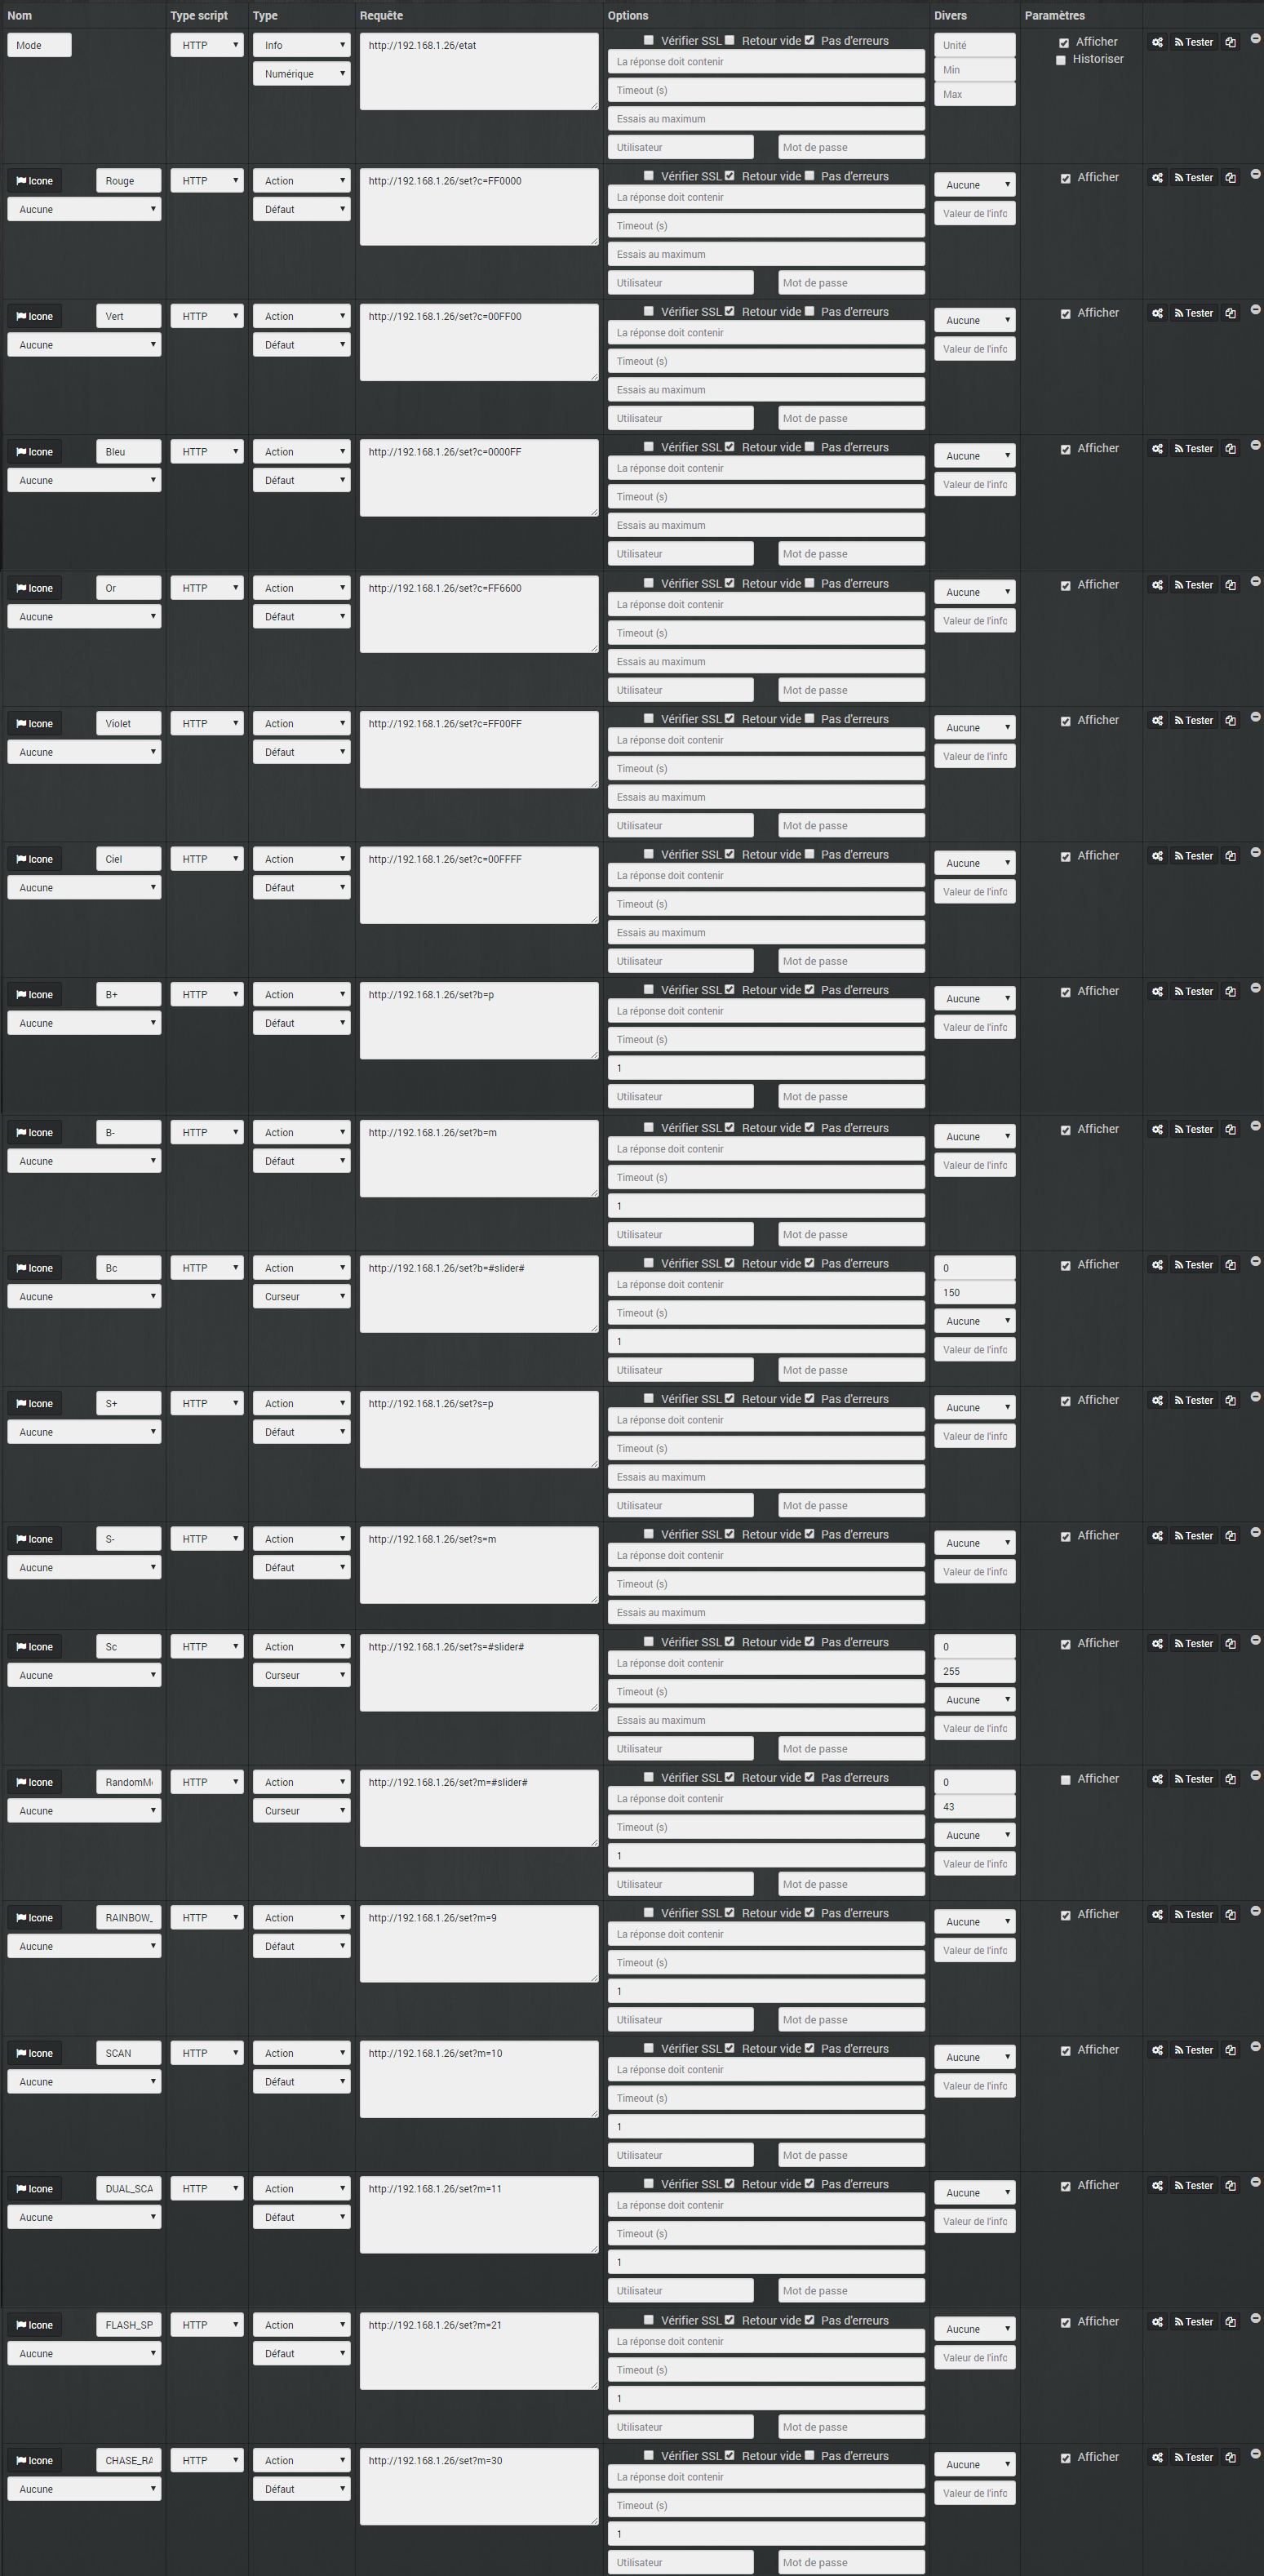 Nom Type script Type Requête Options Divers Paramètres
Mode HTTP Info http://192.168.1.26/etat Vérifier SSL Retour vide Pas d'erreurs Unité Afficher Tester
Numérique La réponse doit contenir Min Historiser
Timeout (s) Max
Essais au maximum
Utilisateur Mot de passe
Icone Rouge HTTP Action http://192.168.1.26/set?c=FF0000 Vérifier SSL Retour vide Pas d'erreurs Aucune Afficher Tester
Aucune Défaut La réponse doit contenir Valeur de l'info
Timeout (s)
Essais au maximum
Utilisateur Mot de passe
Icone Vert HTTP Action http://192.168.1.26/set?c=00FF00 Vérifier SSL Retour vide Pas d'erreurs Aucune Afficher Tester
Aucune Défaut La réponse doit contenir Valeur de l'info
Timeout (s)
Essais au maximum
Utilisateur Mot de passe
Icone Bleu HTTP Action http://192.168.1.26/set?c=0000FF Vérifier SSL Retour vide Pas d'erreurs Aucune Afficher Tester
Aucune Défaut La réponse doit contenir Valeur de l'info
Timeout (s)
Essais au maximum
Utilisateur Mot de passe
Icone Or HTTP Action http://192.168.1.26/set?c=FF6600 Vérifier SSL Retour vide Pas d'erreurs Aucune Afficher Tester
Aucune Défaut La réponse doit contenir Valeur de l'info
Timeout (s)
Essais au maximum
Utilisateur Mot de passe
Icone Violet HTTP Action http://192.168.1.26/set?c=FF00FF Vérifier SSL Retour vide Pas d'erreurs Aucune Afficher Tester
Aucune Défaut La réponse doit contenir Valeur de l'info
Timeout (s)
Essais au maximum
Utilisateur Mot de passe
Icone Ciel HTTP Action http://192.168.1.26/set?c=00FFFF Vérifier SSL Retour vide Pas d'erreurs Aucune Afficher Tester
Aucune Défaut La réponse doit contenir Valeur de l'info
Timeout (s)
Essais au maximum
Utilisateur Mot de passe
Icone B+ HTTP Action http://192.168.1.26/set?b=p Vérifier SSL Retour vide Pas d'erreurs Aucune Afficher Tester
Aucune Défaut La réponse doit contenir Valeur de l'info
Timeout (s)
1
Utilisateur Mot de passe
Icone B- HTTP Action http://192.168.1.26/set?b=m Vérifier SSL Retour vide Pas d'erreurs Aucune Afficher Tester
Aucune Défaut La réponse doit contenir Valeur de l'info
Timeout (s)
1
Utilisateur Mot de passe
Icone Bc HTTP Action http://192.168.1.26/set?b=#slider# Vérifier SSL Retour vide Pas d'erreurs 0 Afficher Tester
Aucune Curseur La réponse doit contenir 150
Timeout (s) Aucune
1 Valeur de l'info
Utilisateur Mot de passe
Icone S+ HTTP Action http://192.168.1.26/set?s=p Vérifier SSL Retour vide Pas d'erreurs Aucune Afficher Tester
Aucune Défaut La réponse doit contenir Valeur de l'info
Timeout (s)
Essais au maximum
Utilisateur Mot de passe
Icone S- HTTP Action http://192.168.1.26/set?s=m Vérifier SSL Retour vide Pas d'erreurs Aucune Afficher Tester
Aucune Défaut La réponse doit contenir Valeur de l'info
Timeout (s)
Essais au maximum
Icone Sc HTTP Action http://192.168.1.26/set?s=#slider# Vérifier SSL Retour vide Pas d'erreurs 0 Afficher Tester
Aucune Curseur La réponse doit contenir 255
Timeout (s) Aucune
Essais au maximum Valeur de l'info
Utilisateur Mot de passe
Icone RandomM HTTP Action http://192.168.1.26/set?m=#slider# Vérifier SSL Retour vide Pas d'erreurs 0 Afficher Tester
Aucune Curseur La réponse doit contenir 43
Timeout (s) Aucune
1 Valeur de l'info
Utilisateur Mot de passe
Icone RAINBOW_ HTTP Action http://192.168.1.26/set?m=9 Vérifier SSL Retour vide Pas d'erreurs Aucune Afficher Tester
Aucune Défaut La réponse doit contenir Valeur de l'info
Timeout (s)
1
Utilisateur Mot de passe
Icone SCAN HTTP Action http://192.168.1.26/set?m=10 Vérifier SSL Retour vide Pas d'erreurs Aucune Afficher Tester
Aucune Défaut La réponse doit contenir Valeur de l'info
Timeout (s)
1
Utilisateur Mot de passe
Icone DUAL_SCA HTTP Action http://192.168.1.26/set?m=11 Vérifier SSL Retour vide Pas d'erreurs Aucune Afficher Tester
Aucune Défaut La réponse doit contenir Valeur de l'info
Timeout (s)
1
Utilisateur Mot de passe
Icone FLASH_SP HTTP Action http://192.168.1.26/set?m=21 Vérifier SSL Retour vide Pas d'erreurs Aucune Afficher Tester
Aucune Défaut La réponse doit contenir Valeur de l'info
Timeout (s)
1
Utilisateur Mot de passe
Icone CHASE_RA HTTP Action http://192.168.1.26/set?m=30 Vérifier SSL Retour vide Pas d'erreurs Aucune Afficher Tester
Aucune Défaut La réponse doit contenir Valeur de l'info
Timeout (s)
1
Utilisateur Mot de passe